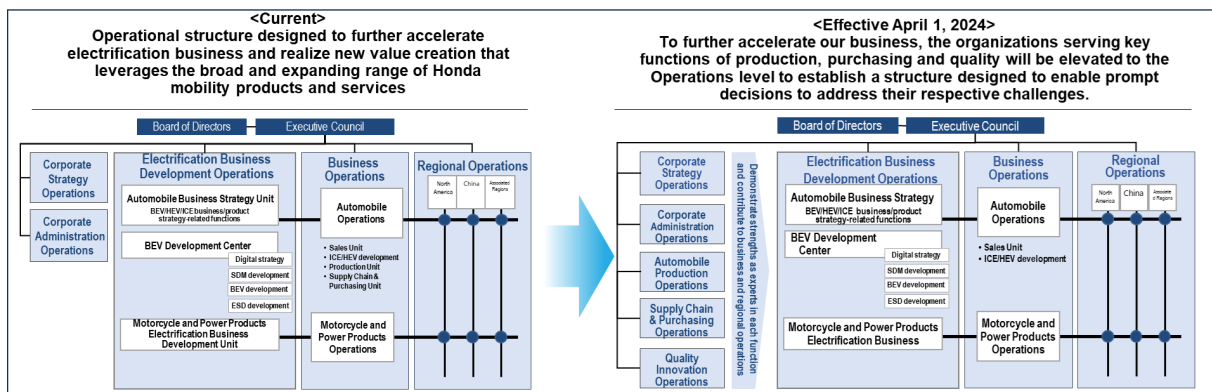 <Current>
Operational structure designed to further accelerate
electrification business and realize new value creation that
leverages the broad and expanding range of Honda
mobility products and services
Board of Directors
Executive Council
Corporate
Strategy
Operations
Corporate
Administration
Operations
Electrification Business
Development Operations
Automobile Business Strategy Unit
BEV/HEV/ICE business/product
strategy-related functions
BEV Development Center
Digital strategy
SDM development
BEV development
ESD development
Motorcycle and Power Products
Electrification Business
Development Unit
Business
Operations
Automobile
Operations
• Sales Unit
• ICE/HEV development
• Production Unit
• Supply Chain &
Purchasing Unit
Motorcycle and
Power Products
Operations
Regional Operations
North
America
China
Associated
Regions
<Effective April 1, 2024>
To further accelerate our business, the organizations serving key
functions of production, purchasing and quality will be elevated to the
Operations level to establish a structure designed to enable prompt
decisions to address their respective challenges.
Board of Directors
Executive Council
Corporate
Strategy
Operations
Corporate
Administration
Operations
Automobile
Production
Operations
Supply Chain
& Purchasing
Operations
Quality
Innovation
Operations
Demonstrate strengths as experts in each function
and contribute to business and regional operations
Electrification Business
Development Operations
Automobile Business Strategy
BEV/HEV/ICE business/product
strategy-related functions
BEV Development
Center
Digital strategy
SDM development
BEV development
ESD development
Motorcycle and Power Products
Electrification Business
Business
Operations
Automobile
Operations
• Sales Unit
• ICE/HEV development
Motorcycle and
Power Products
Operations
Regional
Operations
North
America
China
Associate
d Regions